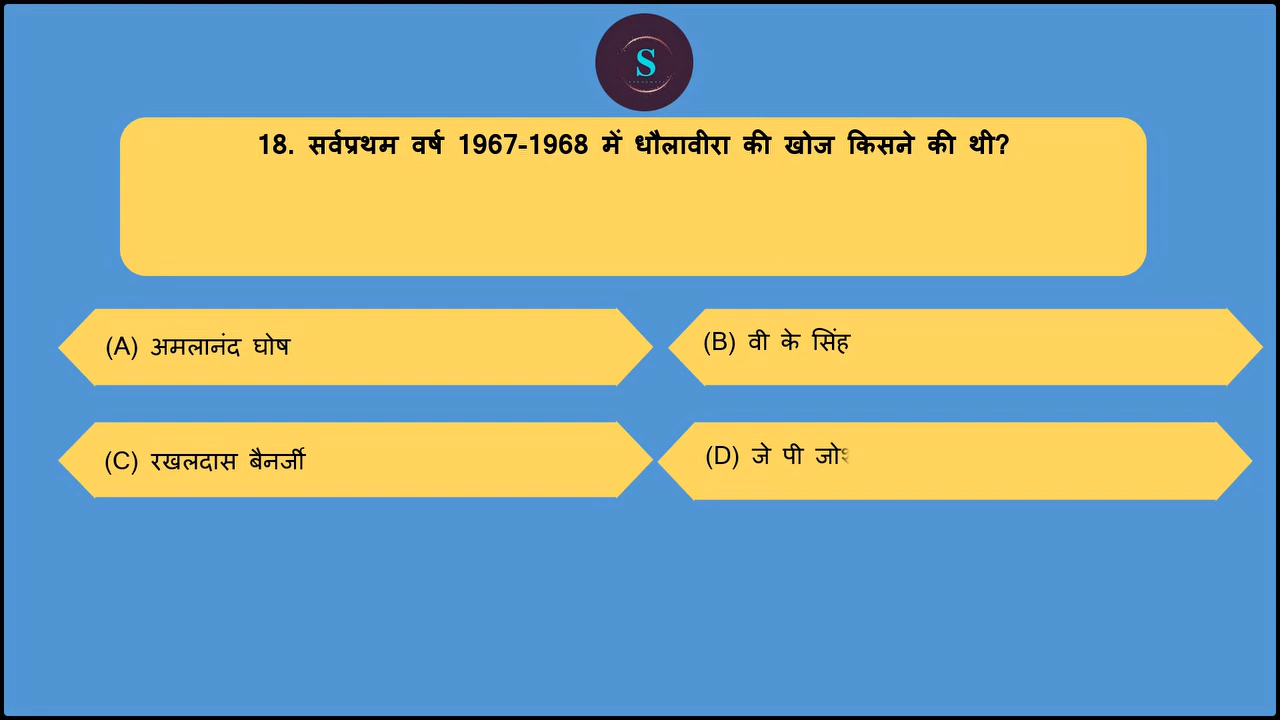 S
18. सर्वप्रथम वर्ष 1967-1968 में धौलावीरा की खोज किसने की थी?
(A) अमलानंद घोष
(B) वी के सिंह
(C) रखलदास बैनर्जी
(D) जे पी